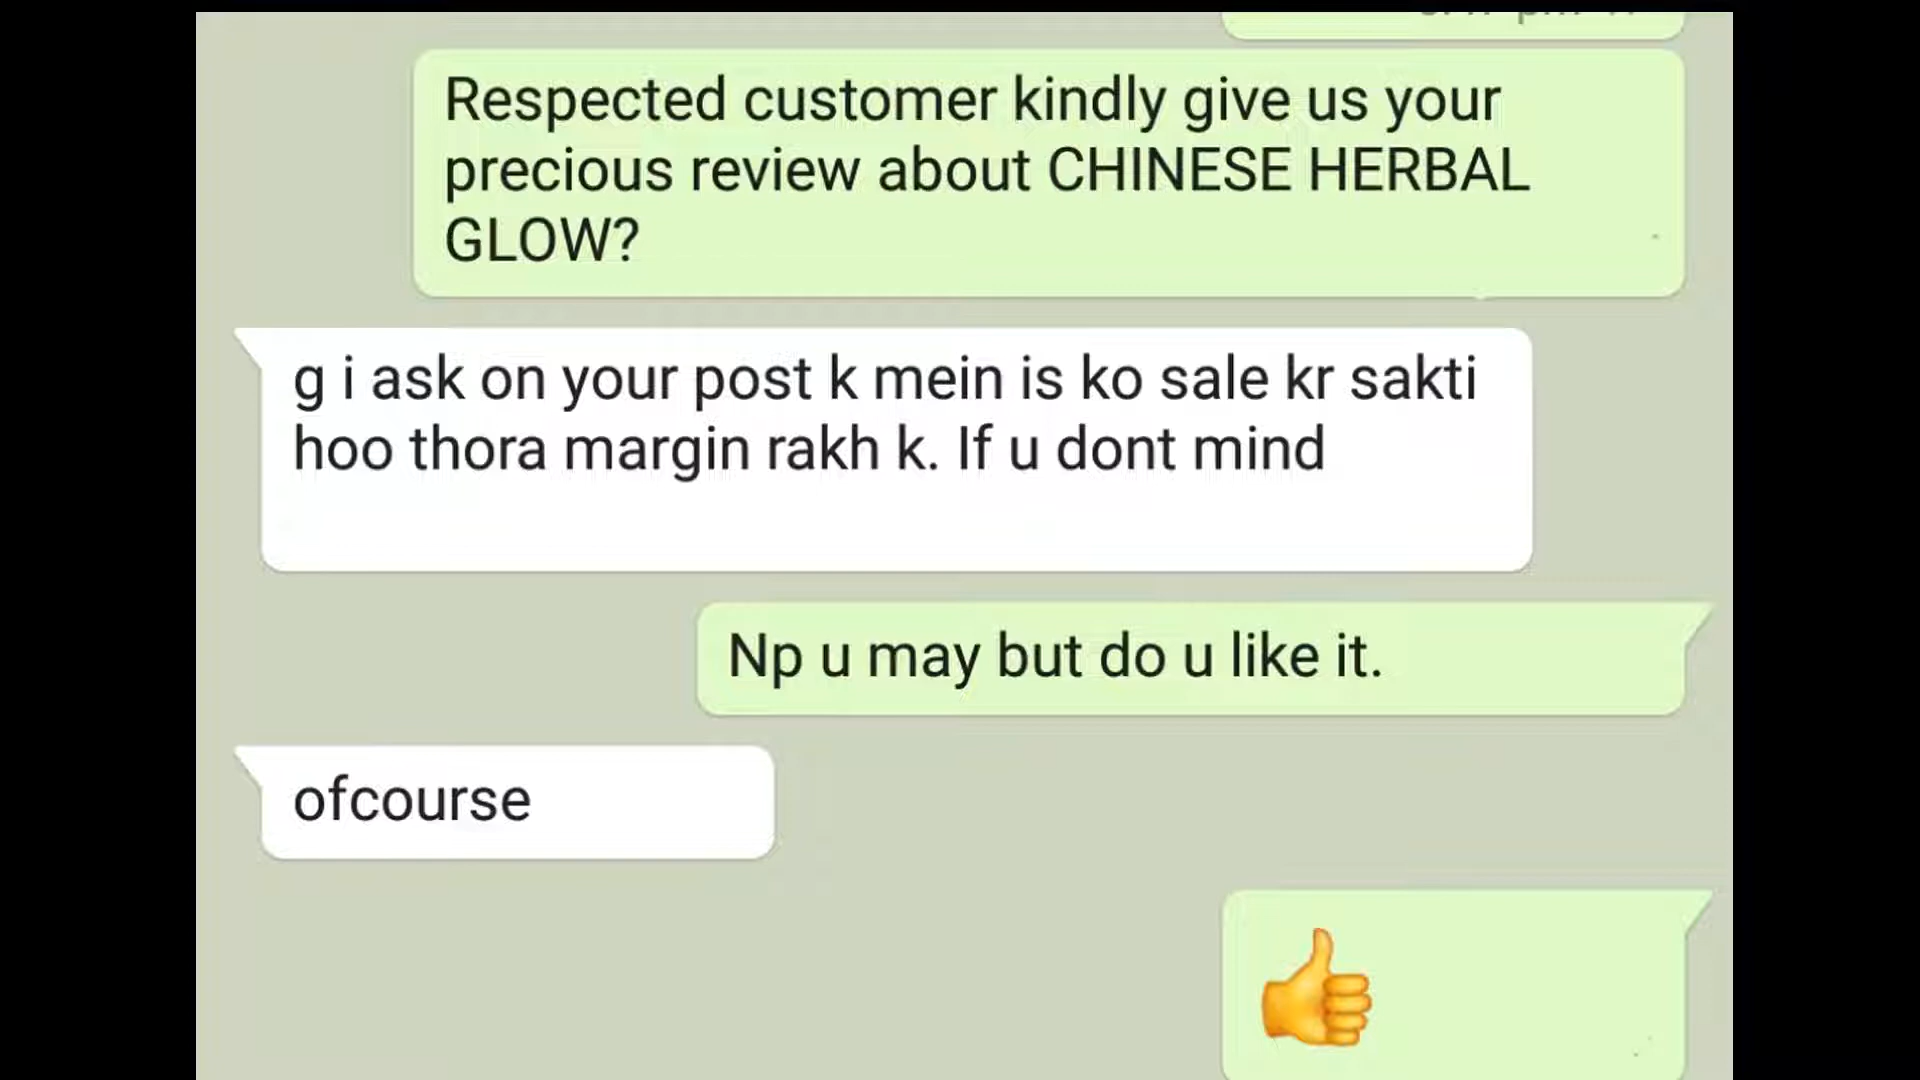 Respected customer kindly give us your
precious review about CHINESE HERBAL
GLOW?
g i ask on your post k mein is ko sale kr sakti
hoo thora margin rakh k. If u dont mind
Np u may but do u like it.
ofcourse
👍